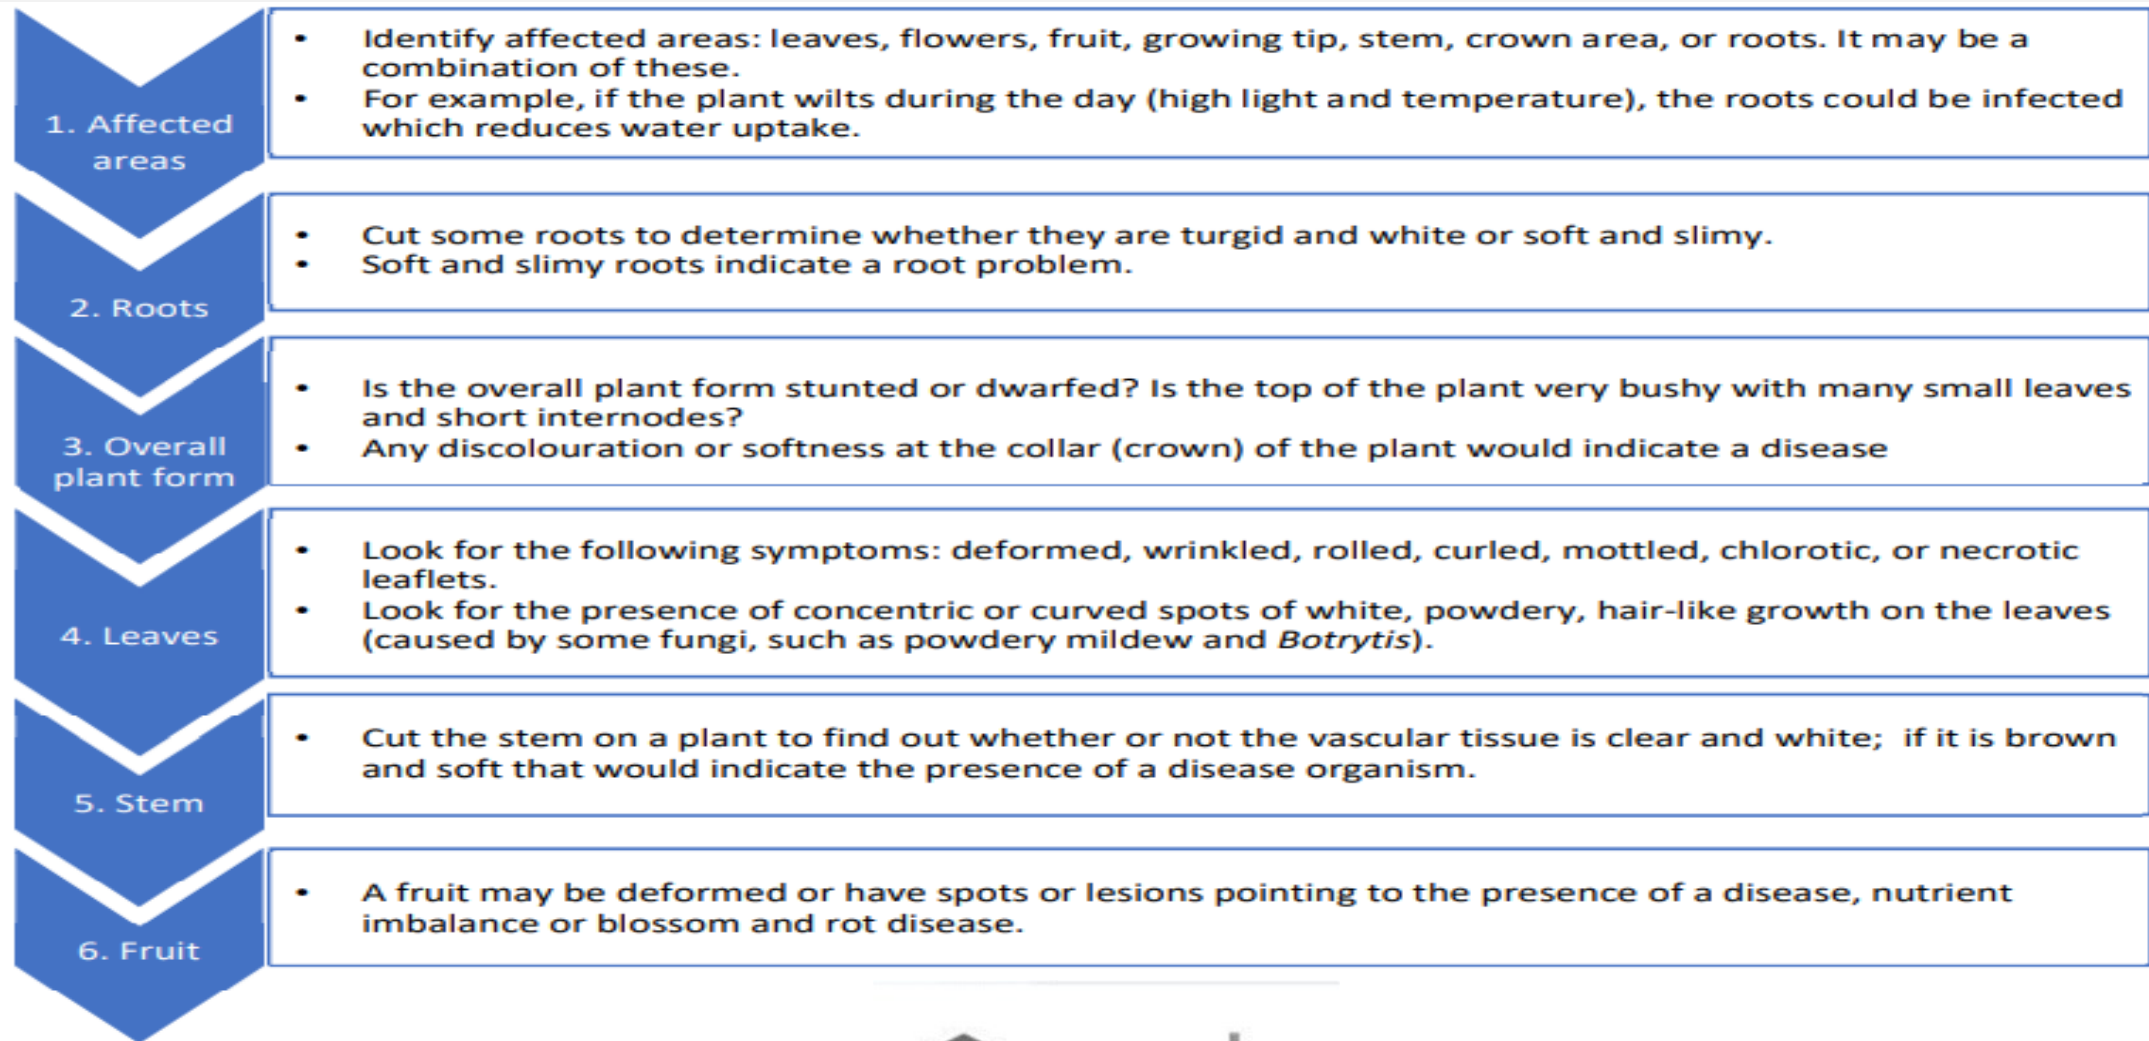 1. Affected
areas
• Identify affected areas: leaves, flowers, fruit, growing tip, stem, crown area, or roots. It may be a
combination of these.
• For example, if the plant wilts during the day (high light and temperature), the roots could be infected
which reduces water uptake.
2. Roots
• Cut some roots to determine whether they are turgid and white or soft and slimy.
• Soft and slimy roots indicate a root problem.
3. Overall
plant form
• Is the overall plant form stunted or dwarfed? Is the top of the plant very bushy with many small leaves
and short internodes?
• Any discolouration or softness at the collar (crown) of the plant would indicate a disease
4. Leaves
• Look for the following symptoms: deformed, wrinkled, rolled, curled, mottled, chlorotic, or necrotic
leaflets.
• Look for the presence of concentric or curved spots of white, powdery, hair-like growth on the leaves
(caused by some fungi, such as powdery mildew and Botrytis).
5. Stem
• Cut the stem on a plant to find out whether or not the vascular tissue is clear and white; if it is brown
and soft that would indicate the presence of a disease organism.
6. Fruit
• A fruit may be deformed or have spots or lesions pointing to the presence of a disease, nutrient
imbalance or blossom and rot disease.